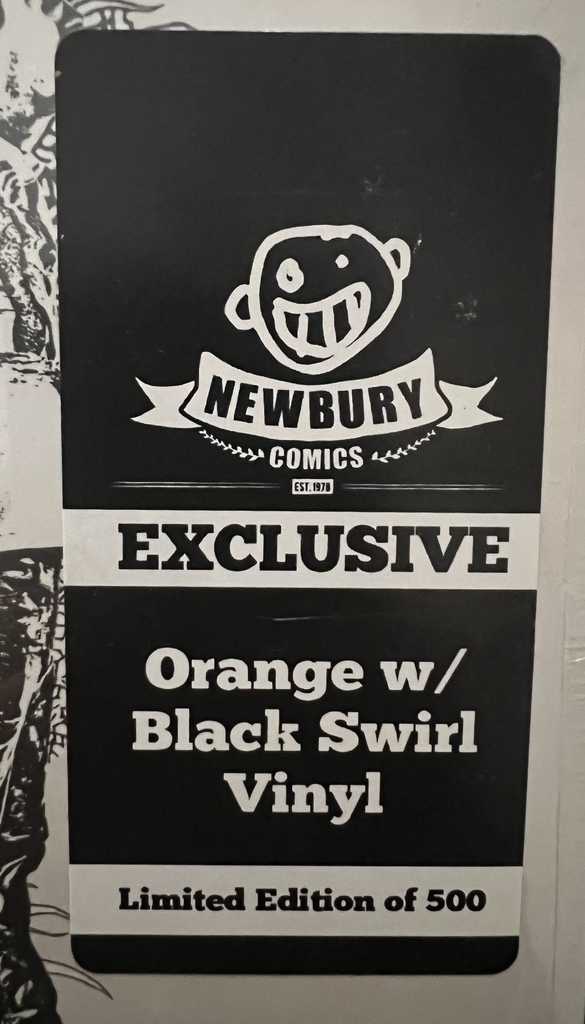 NEWBURY
COMICS
EST. 1978
EXCLUSIVE
Orange w/
Black Swirl
Vinyl
Limited Edition of 500